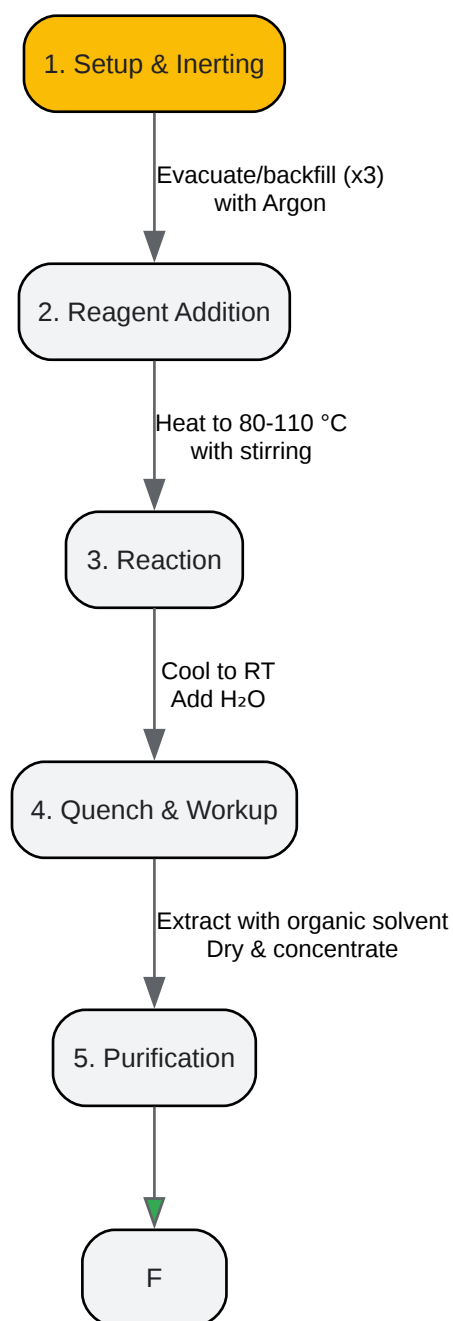 1. Setup & Inerting
Evacuate/backfill (x3)
with Argon
2. Reagent Addition
Heat to 80-110 °C
with stirring
3. Reaction
Cool to RT
Add H₂O
4. Quench & Workup
Extract with organic solvent
Dry & concentrate
5. Purification
F